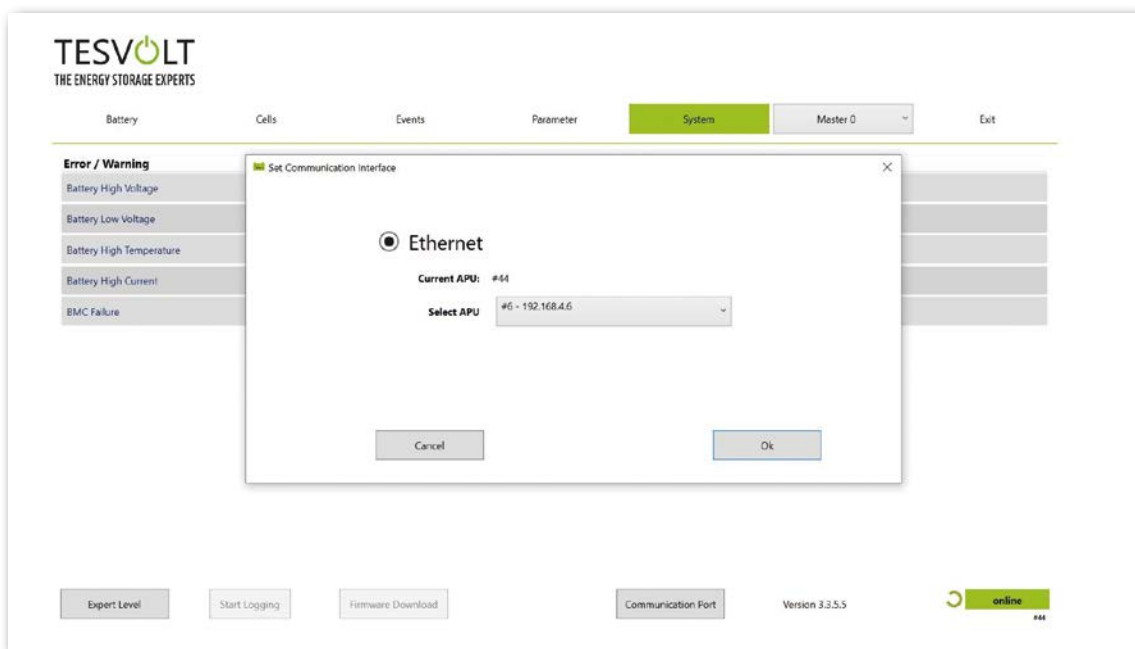 TESVOLT
THE ENERGY STORAGE EXPERTS
Battery Cells Events Parameter System Master 0 Exit
Error / Warning
Set Communication Interface
Battery High Voltage
Battery Low Voltage
Battery High Temperature
Battery High Current
BMC Failure
Ethernet
Current APU: #44
Select APU #6 - 192.168.4.6
Cancel Ok
Expert Level Start Logging Firmware Download Communication Port Version 3.3.5.5 online
#44